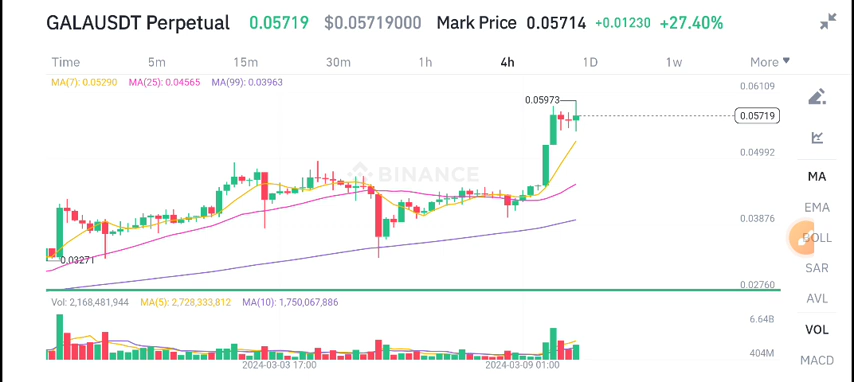 GALAUSDT Perpetual 0.05719 $0.05719000 Mark Price 0.05714 +0.01230 +27.40%
Time 5m 15m 30m 1h 4h 1D 1w More
MA(7): 0.05290 MA(25): 0.04565 MA(99): 0.03963
0.06109
0.05973
0.05719
0.04992
BINANCE
0.03876
0.03271
0.02760
Vol: 2,168,481,944 MA(5): 2,728,333,812 MA(10): 1,750,067,886
6.64B
404M
2024-03-03 17:00 2024-03-09 01:00
MA
EMA
BOLL
SAR
AVL
VOL
MACD